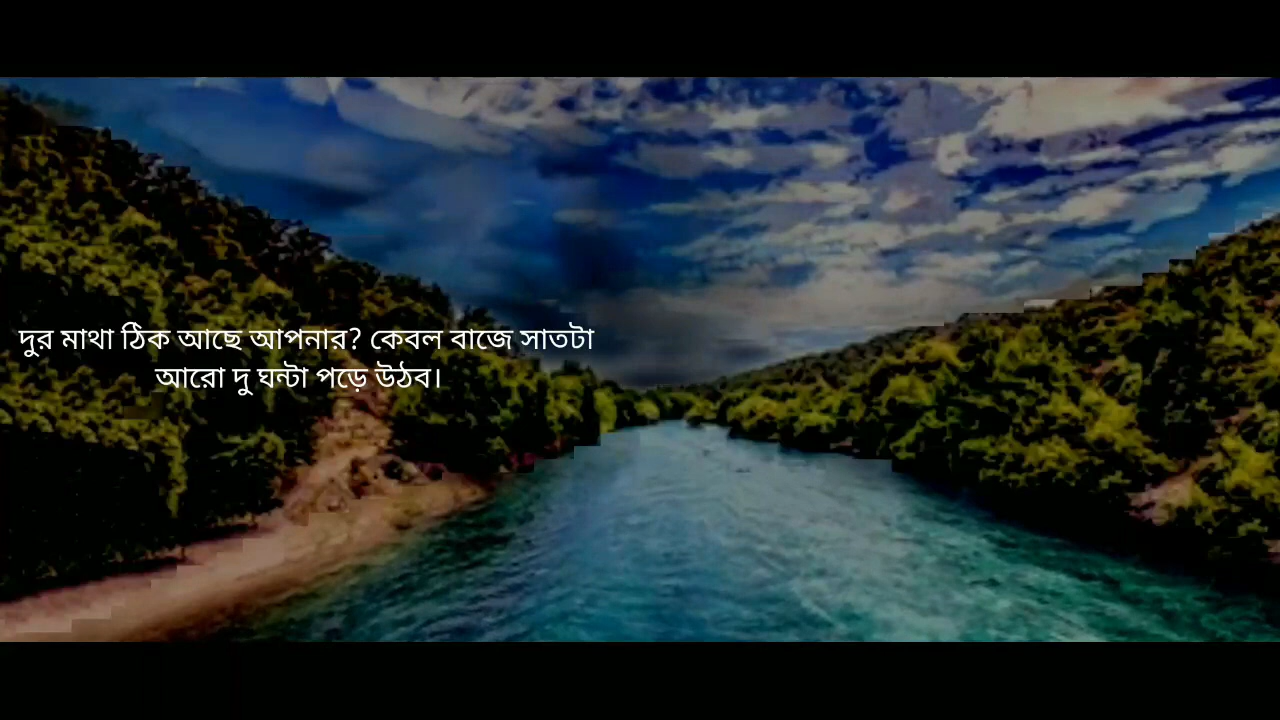 দুর মাথা ঠিক আছে আপনার? কেবল বাজে সাতটা
আরো দু ঘন্টা পড়ে উঠব।